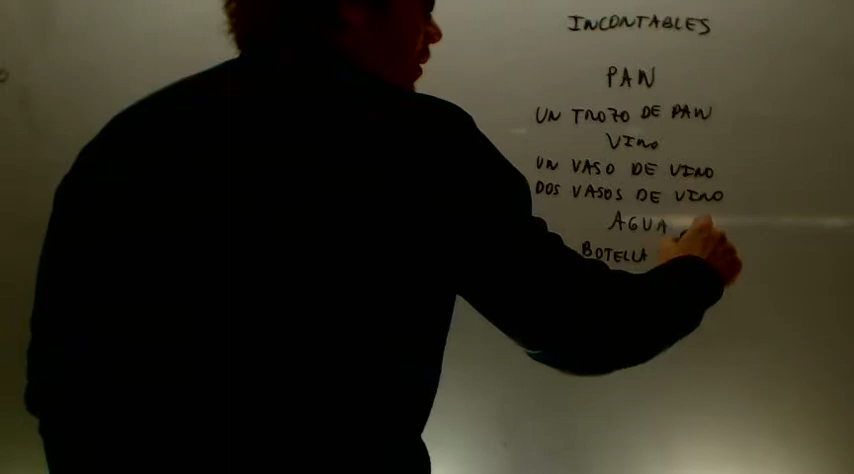 INCONTABLES
PAN
UN TROZO DE PAN
VINO
UN VASO DE VINO
DOS VASOS DE VINO
AGUA
BOTELLA